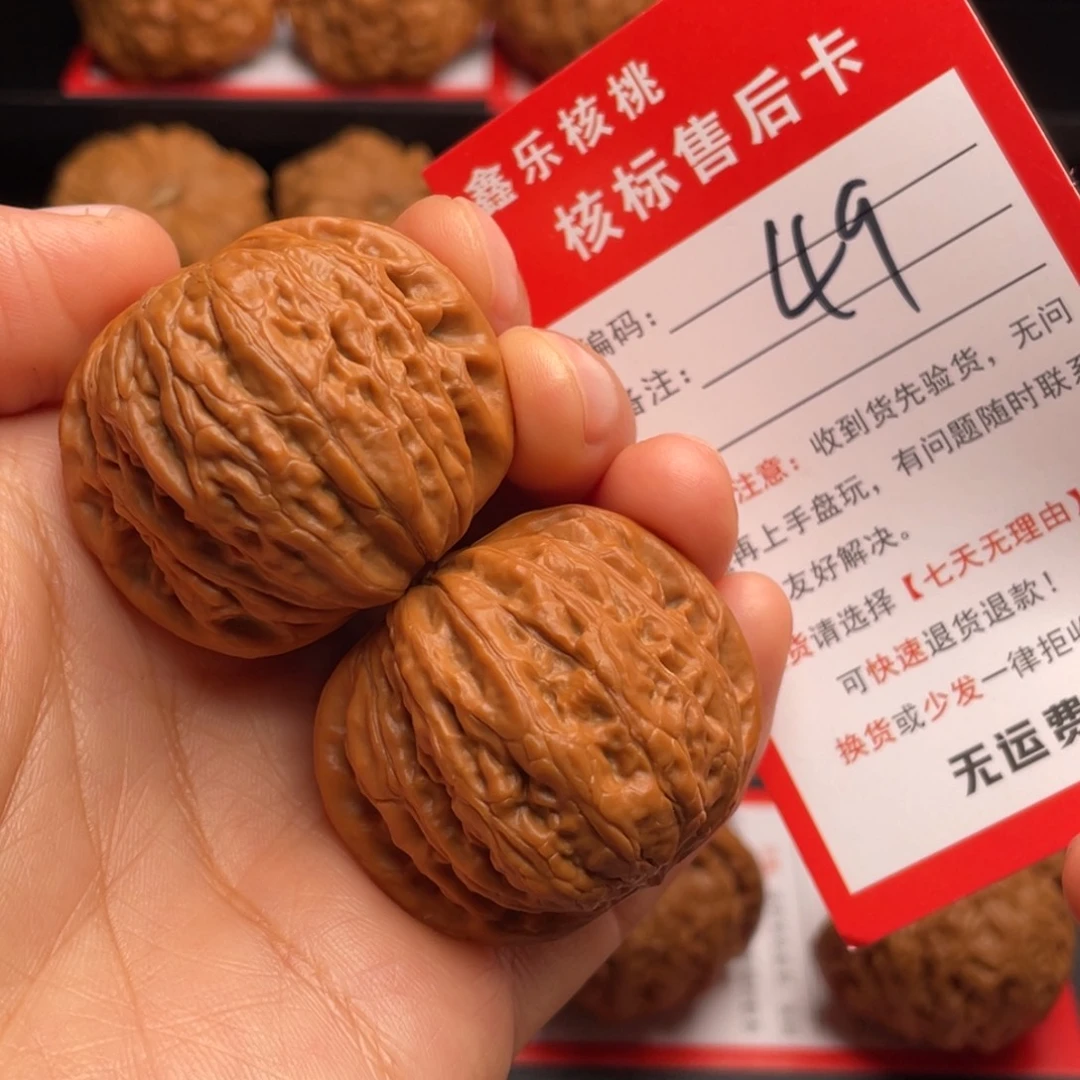 鑫乐核桃
核标售后卡
编码：49
备注：
注意：收到货先验货，无问
再上手盘玩，有问题随时联系
友好解决。
货请选择【七天无理由】
可快速退货退款！
换货或少发一律拒收
无运费